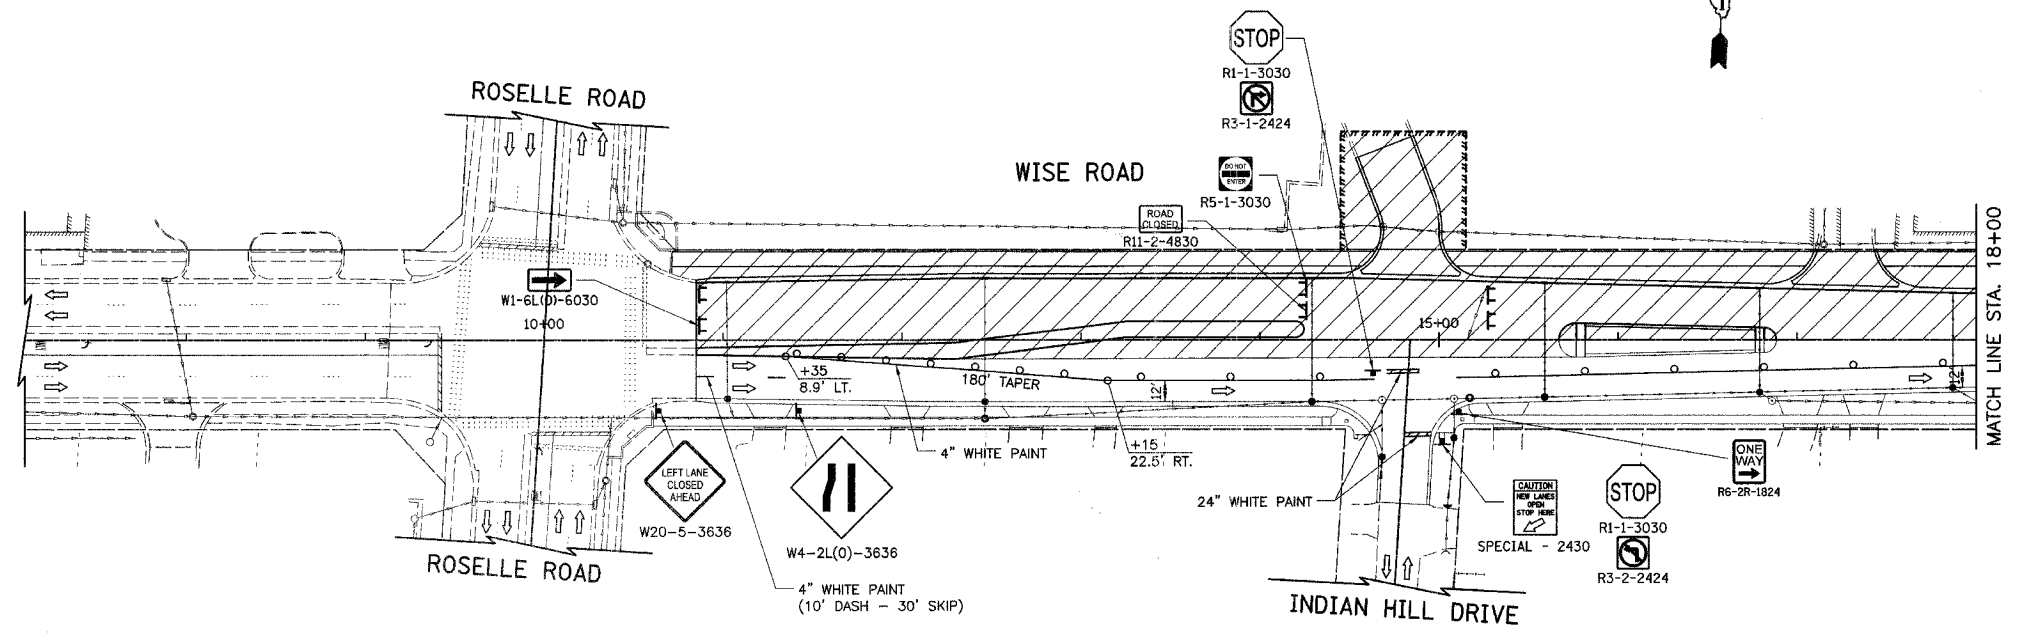 STOP
R1-1-3030
R3-1-2424
ROSELLE ROAD
WISE ROAD
DO NOT
ENTER
R5-1-3030
ROAD
CLOSED
R11-2-4830
W1-6L(O)-6030
10+00
15+00
MATCH LINE STA. 18+00
+35
8.9' LT.
180' TAPER
12'
12'
+15
22.5' RT.
4" WHITE PAINT
LEFT LANE
CLOSED
AHEAD
W20-5-3636
W4-2L(O)-3636
4" WHITE PAINT
(10' DASH - 30' SKIP)
24" WHITE PAINT
CAUTION
NEW LANES
OPEN
STOP HERE
SPECIAL - 2430
STOP
R1-1-3030
R3-2-2424
ONE
WAY
R6-2R-1824
ROSELLE ROAD
INDIAN HILL DRIVE